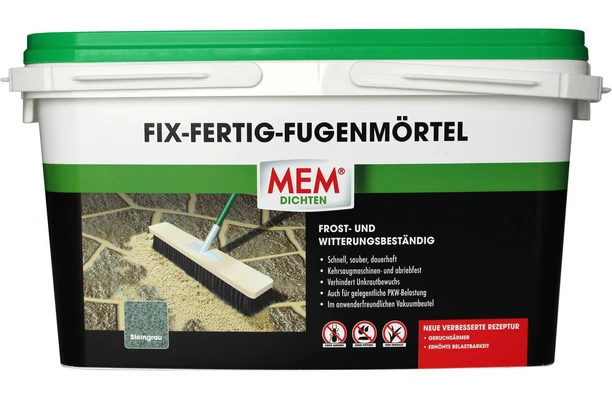 FIX-FERTIG-FUGENMÖRTEL
MEM®
DICHTEN
FROST- UND
WITTERUNGSBESTÄNDIG
• Schnell, sauber, dauerhaft
• Kehrsaugmaschinen- und abriebfest
• Verhindert Unkrautbewuchs
• Auch für gelegentliche PKW-Belastung
• Im anwenderfreundlichen Vakuumbeutel
Steingrau
NEUE VERBESSERTE REZEPTUR
• GERUCHSÄRMER
• ERHÖHTE BELASTBARKEIT